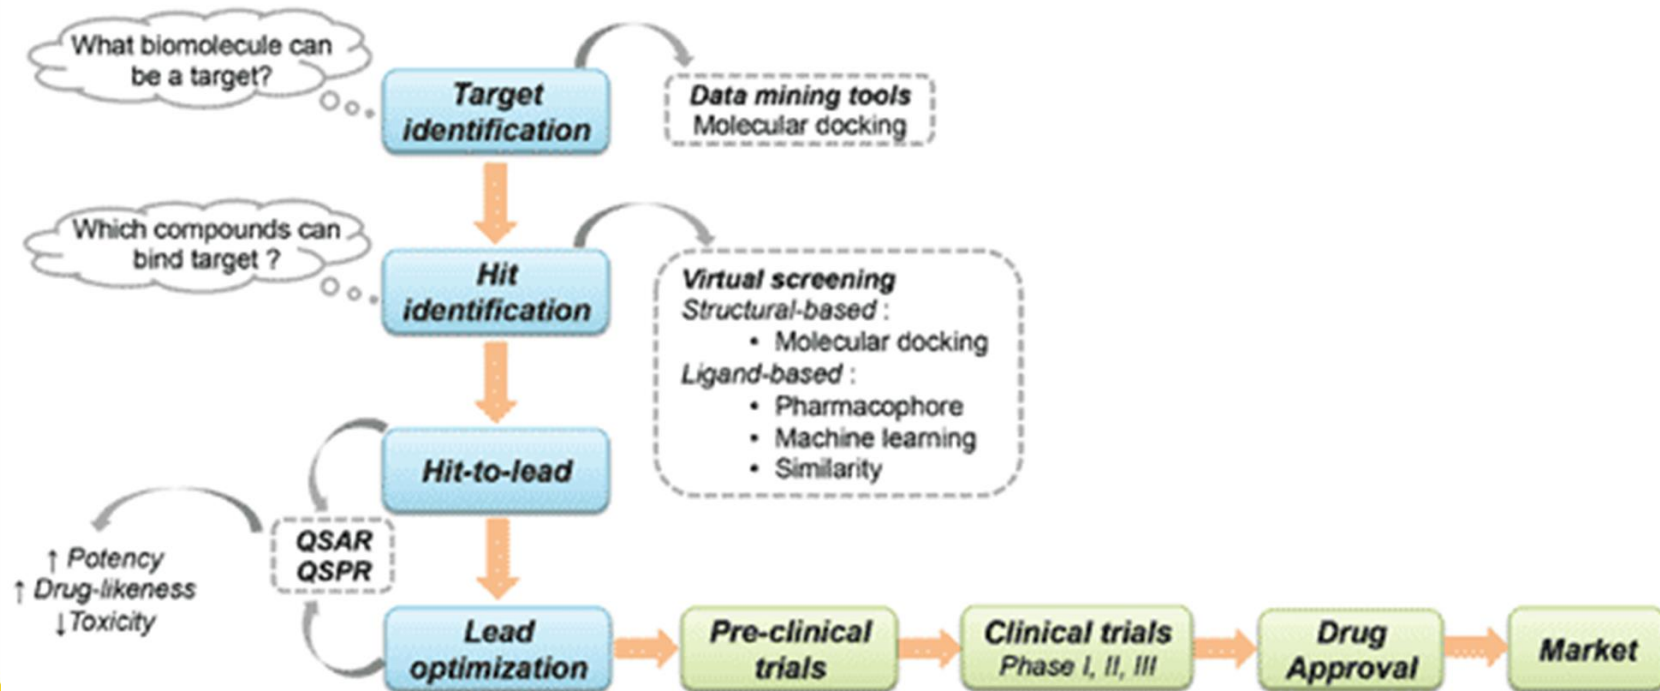 What biomolecule can
be a target?
Target
identification
Data mining tools
Molecular docking
Which compounds can
bind target ?
Hit
identification
Virtual screening
Structural-based :
• Molecular docking
Ligand-based :
• Pharmacophore
• Machine learning
• Similarity
Hit-to-lead
QSAR
QSPR
↑ Potency
↑ Drug-likeness
↓Toxicity
Lead
optimization
Pre-clinical
trials
Clinical trials
Phase I, II, III
Drug
Approval
Market